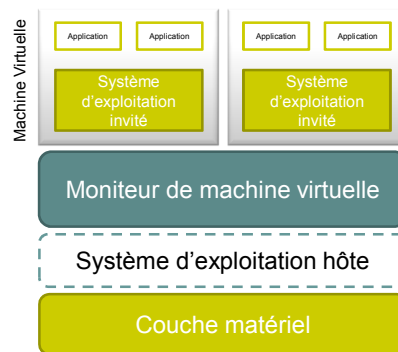 Machine Virtuelle
Application
Application
Système
d'exploitation
invité
Application
Application
Système
d'exploitation
invité
Moniteur de machine virtuelle
Système d'exploitation hôte
Couche matériel